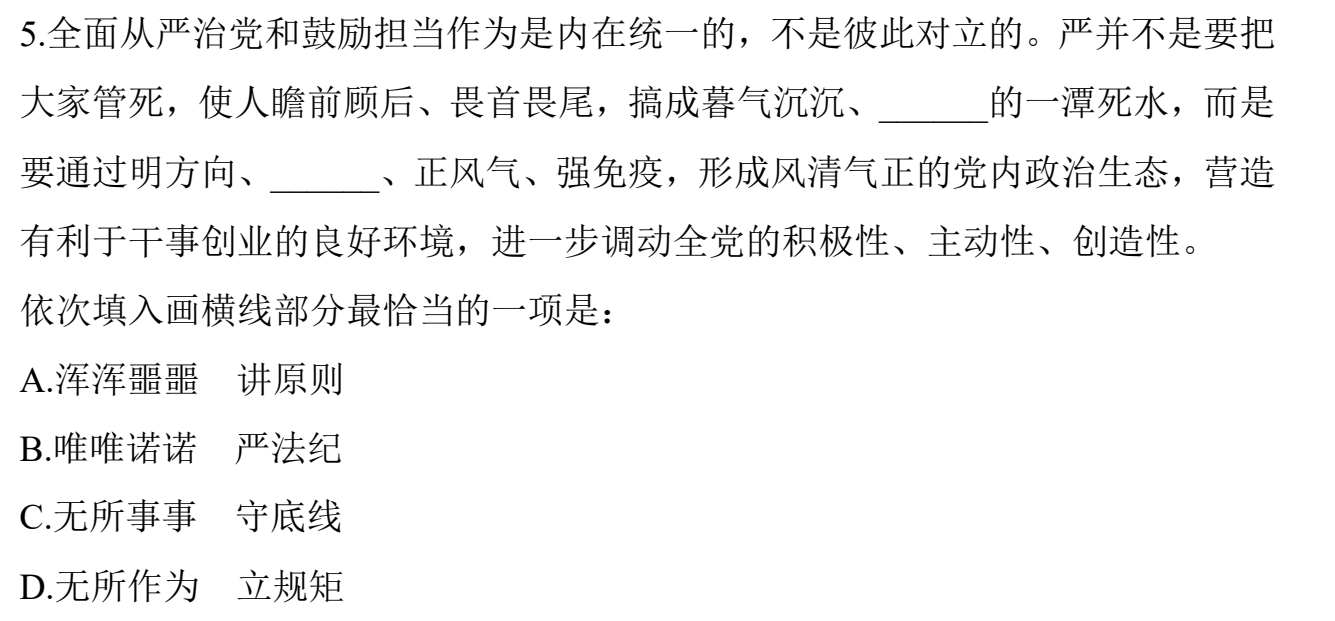 5.全面从严治党和鼓励担当作为是内在统一的，不是彼此对立的。严并不是要把
大家管死，使人瞻前顾后、畏首畏尾，搞成暮气沉沉、______的一潭死水，而是
要通过明方向、______、正风气、强免疫，形成风清气正的党内政治生态，营造
有利于干事创业的良好环境，进一步调动全党的积极性、主动性、创造性。
依次填入画横线部分最恰当的一项是：
A.浑浑噩噩 讲原则
B.唯唯诺诺 严法纪
C.无所事事 守底线
D.无所作为 立规矩